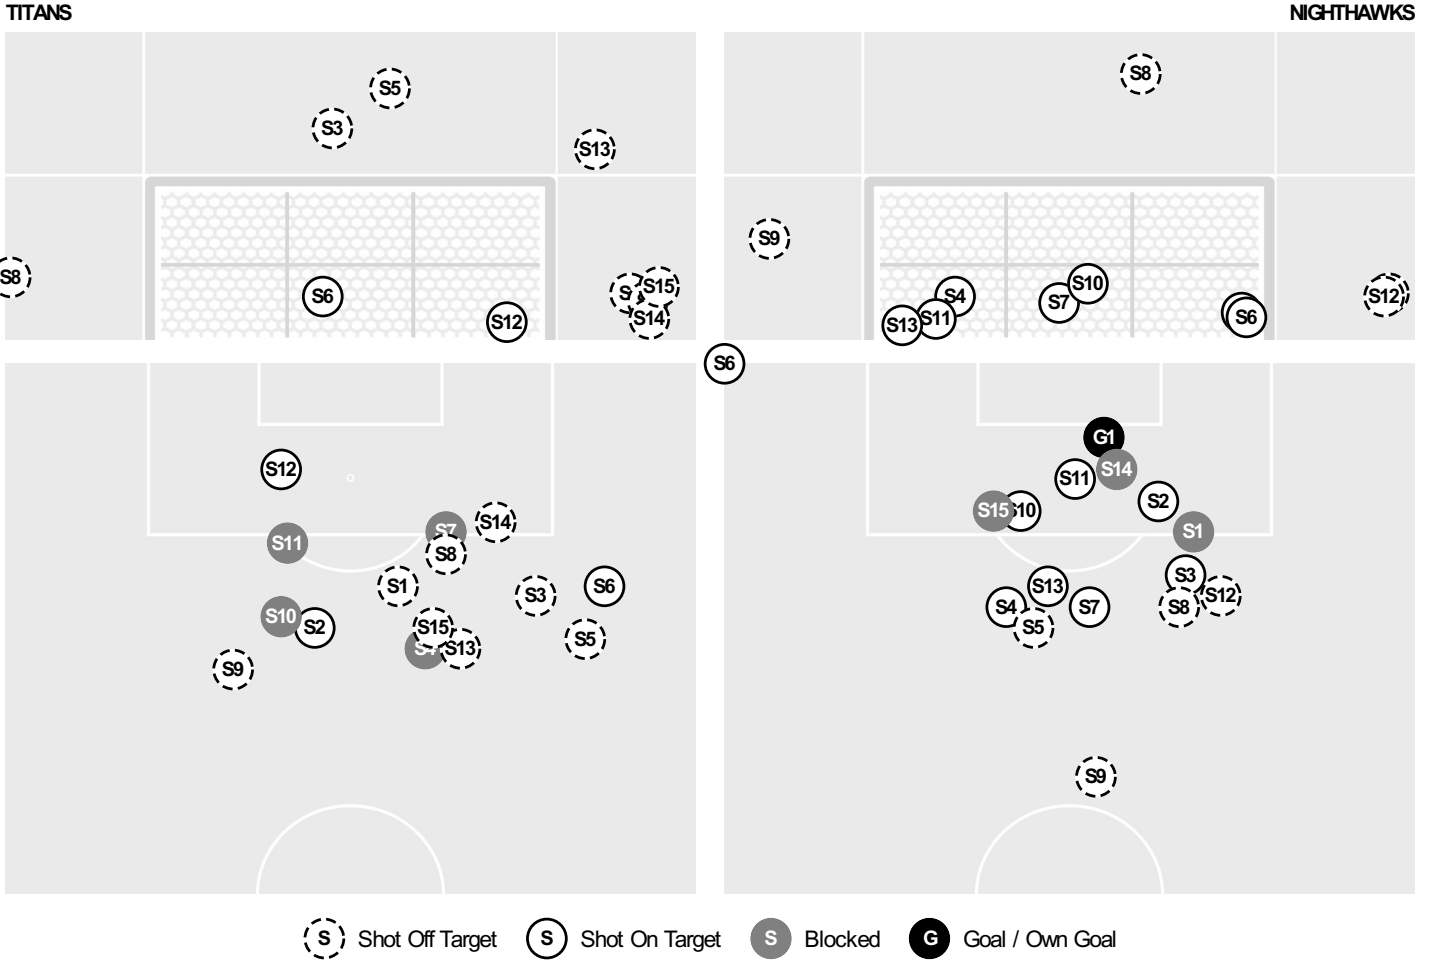 TITANS
NIGHTHAWKS
S8
S5
S3
S13
S9
S8
S15
S14
S6
S12
S10
S4
S7
S11
S13
S6
S12
S6
G1
S12
S14
S11
S2
S15
S10
S14
S7
S11
S8
S1
S1
S3
S6
S3
S12
S13
S4
S7
S8
S10
S2
S15
S5
S5
S13
S9
S9
S Shot Off Target S Shot On Target S Blocked G Goal / Own Goal